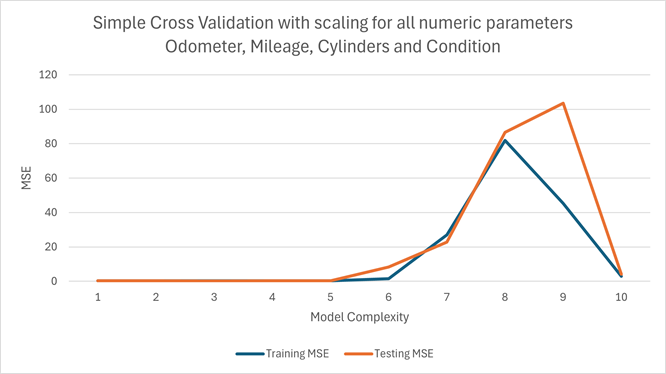 Simple Cross Validation with scaling for all numeric parameters
Odometer, Mileage, Cylinders and Condition
120
100
80
60
40
20
0
MSE
1 2 3 4 5 6 7 8 9 10
Model Complexity
Training MSE Testing MSE